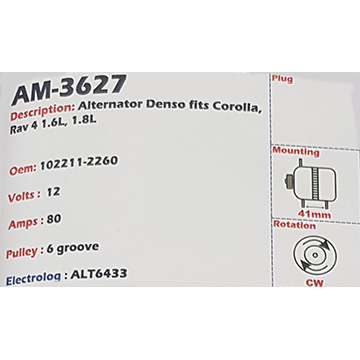 AM-3627
Description: Alternator Denso fits Corolla,
Rav 4 1.6L, 1.8L
Oem: 102211-2260
Volts : 12
Amps : 80
Pulley : 6 groove
Electrolog : ALT6433
Plug
Mounting
41mm
Rotation
CW